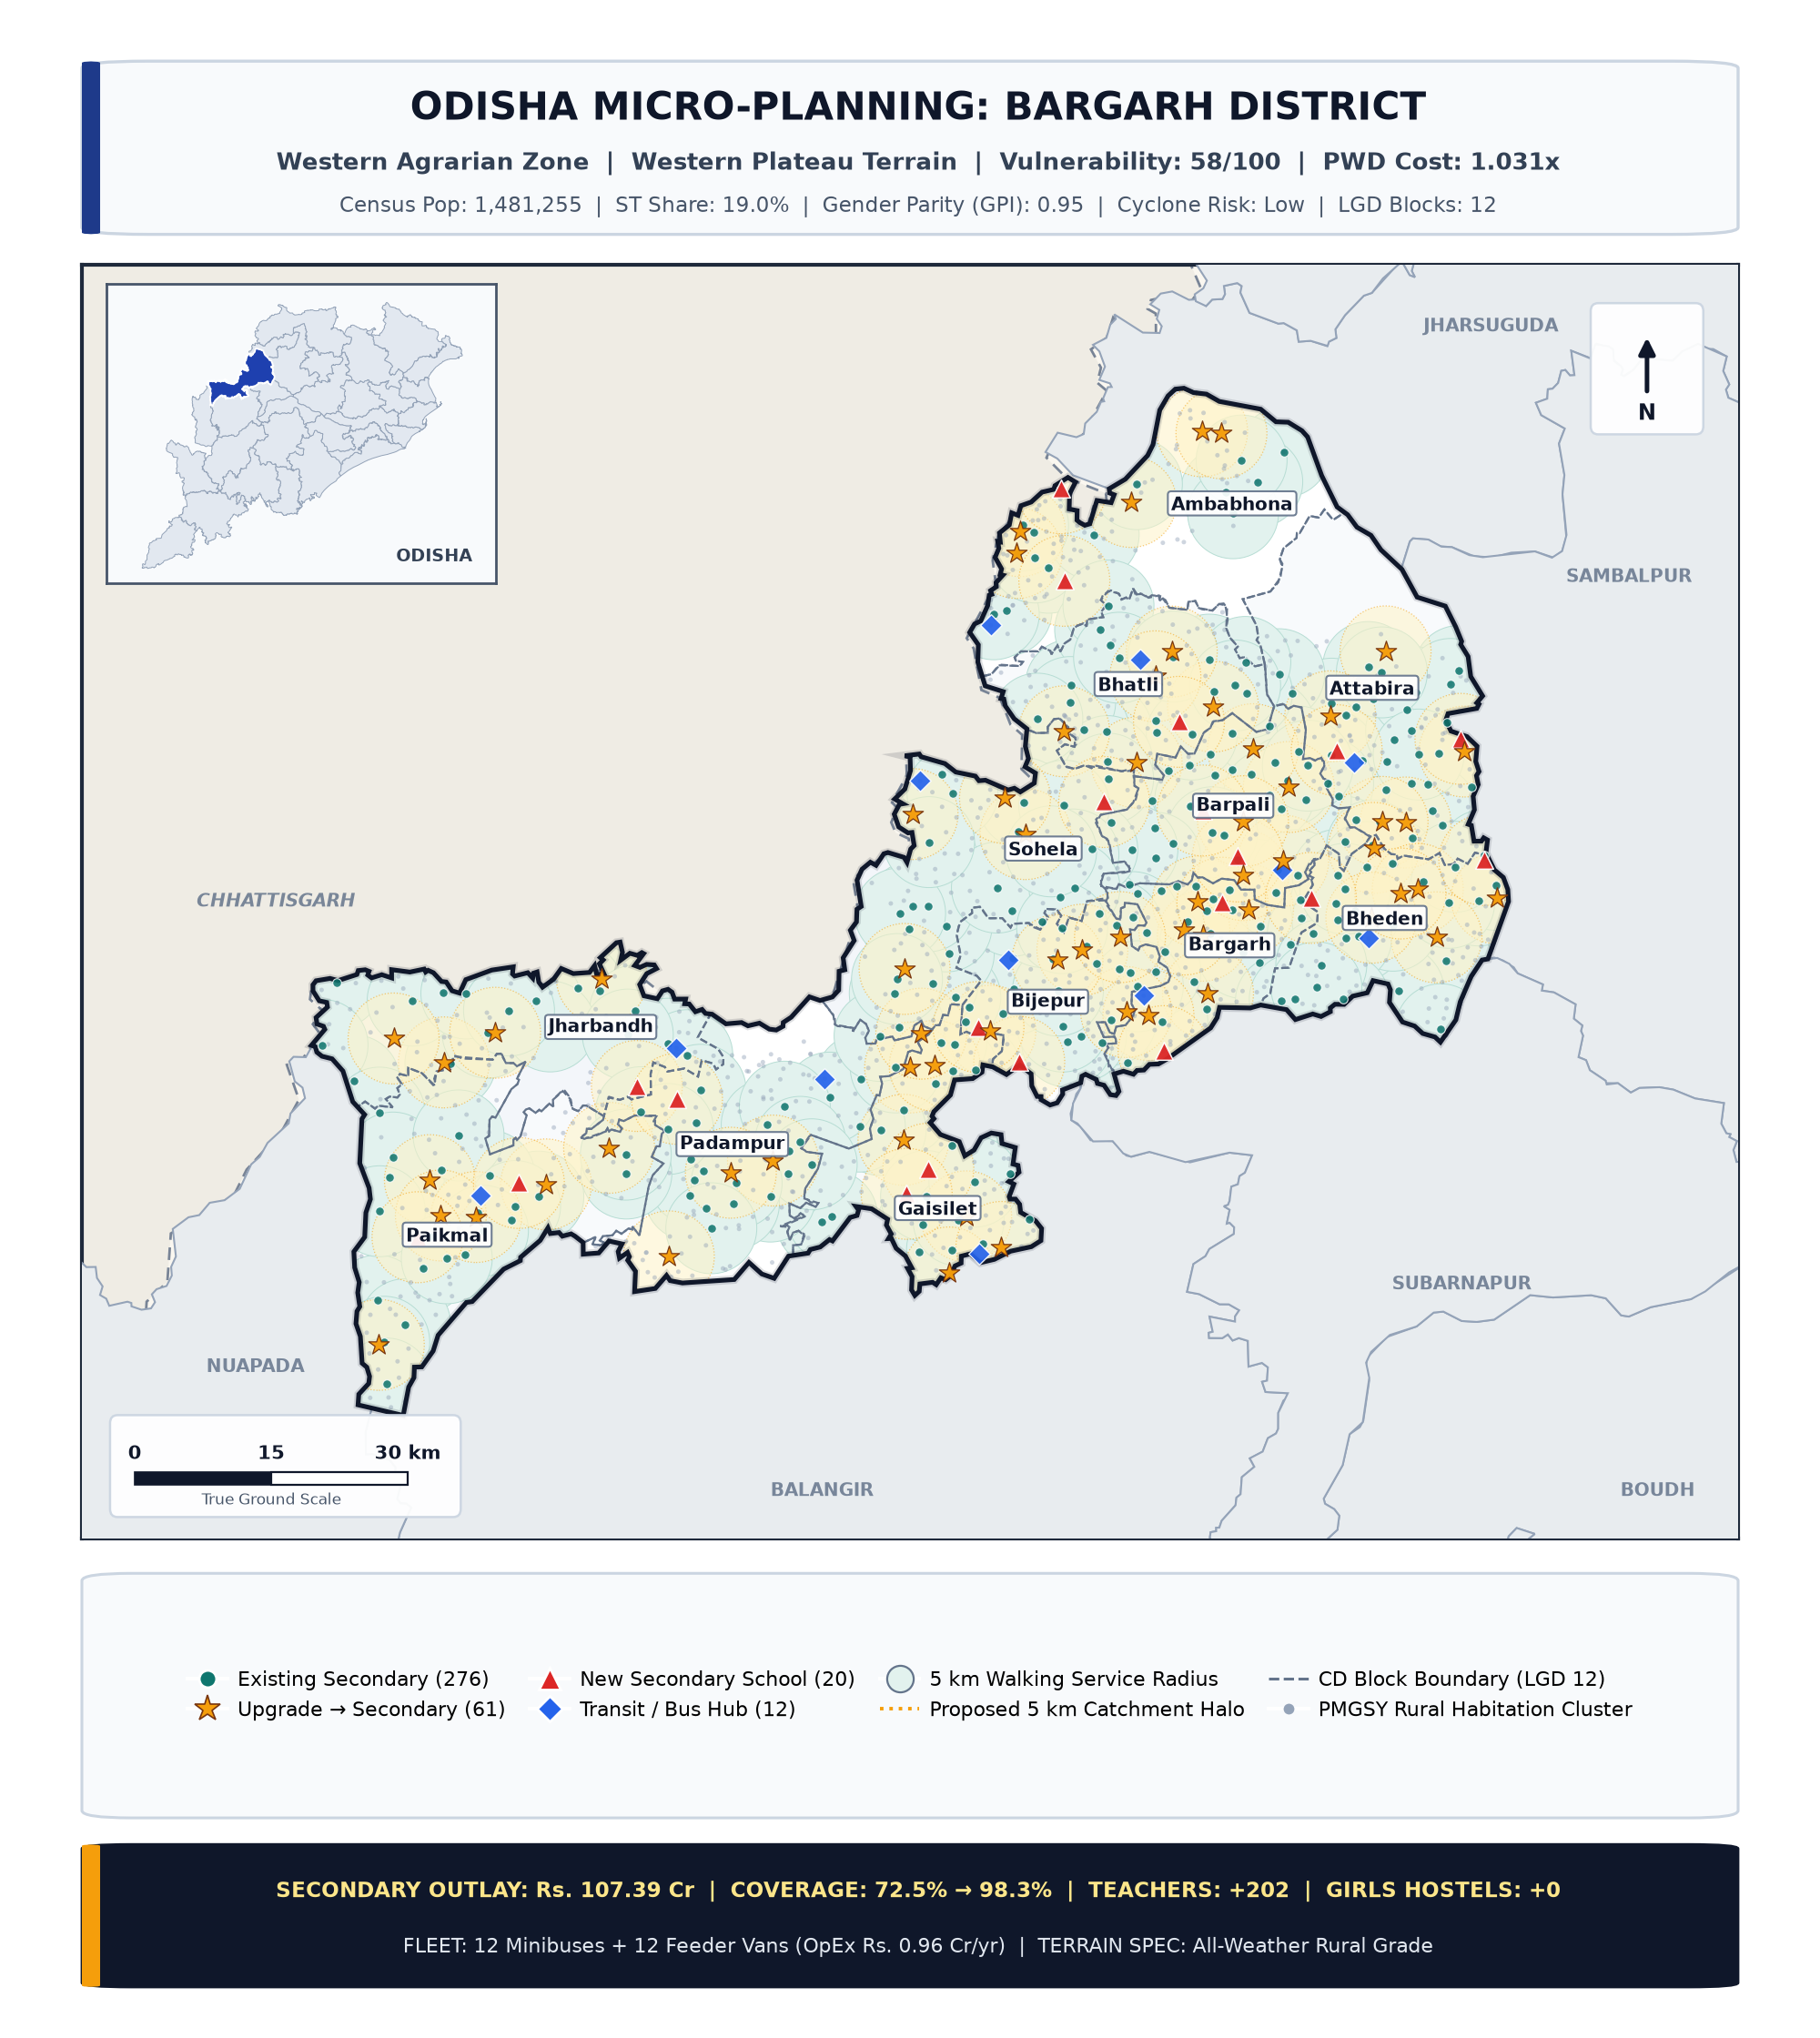 ODISHA MICRO-PLANNING: BARGARH DISTRICT
Western Agrarian Zone | Western Plateau Terrain | Vulnerability: 58/100 | PWD Cost: 1.031x
Census Pop: 1,481,255 | ST Share: 19.0% | Gender Parity (GPI): 0.95 | Cyclone Risk: Low | LGD Blocks: 12
ODISHA
JHARSUGUDA
N
Ambabhona
SAMBALPUR
Bhatli
Attabira
Barpali
Sohela
CHHATTISGARH
Bheden
Bargarh
Bijepur
Jharbandh
Padampur
Gaisilet
Paikmal
SUBARNAPUR
NUAPADA
0 15 30 km
True Ground Scale
BALANGIR
BOUDH
Existing Secondary (276)
Upgrade → Secondary (61)
New Secondary School (20)
Transit / Bus Hub (12)
5 km Walking Service Radius
Proposed 5 km Catchment Halo
CD Block Boundary (LGD 12)
PMGSY Rural Habitation Cluster
SECONDARY OUTLAY: Rs. 107.39 Cr | COVERAGE: 72.5% → 98.3% | TEACHERS: +202 | GIRLS HOSTELS: +0
FLEET: 12 Minibuses + 12 Feeder Vans (OpEx Rs. 0.96 Cr/yr) | TERRAIN SPEC: All-Weather Rural Grade